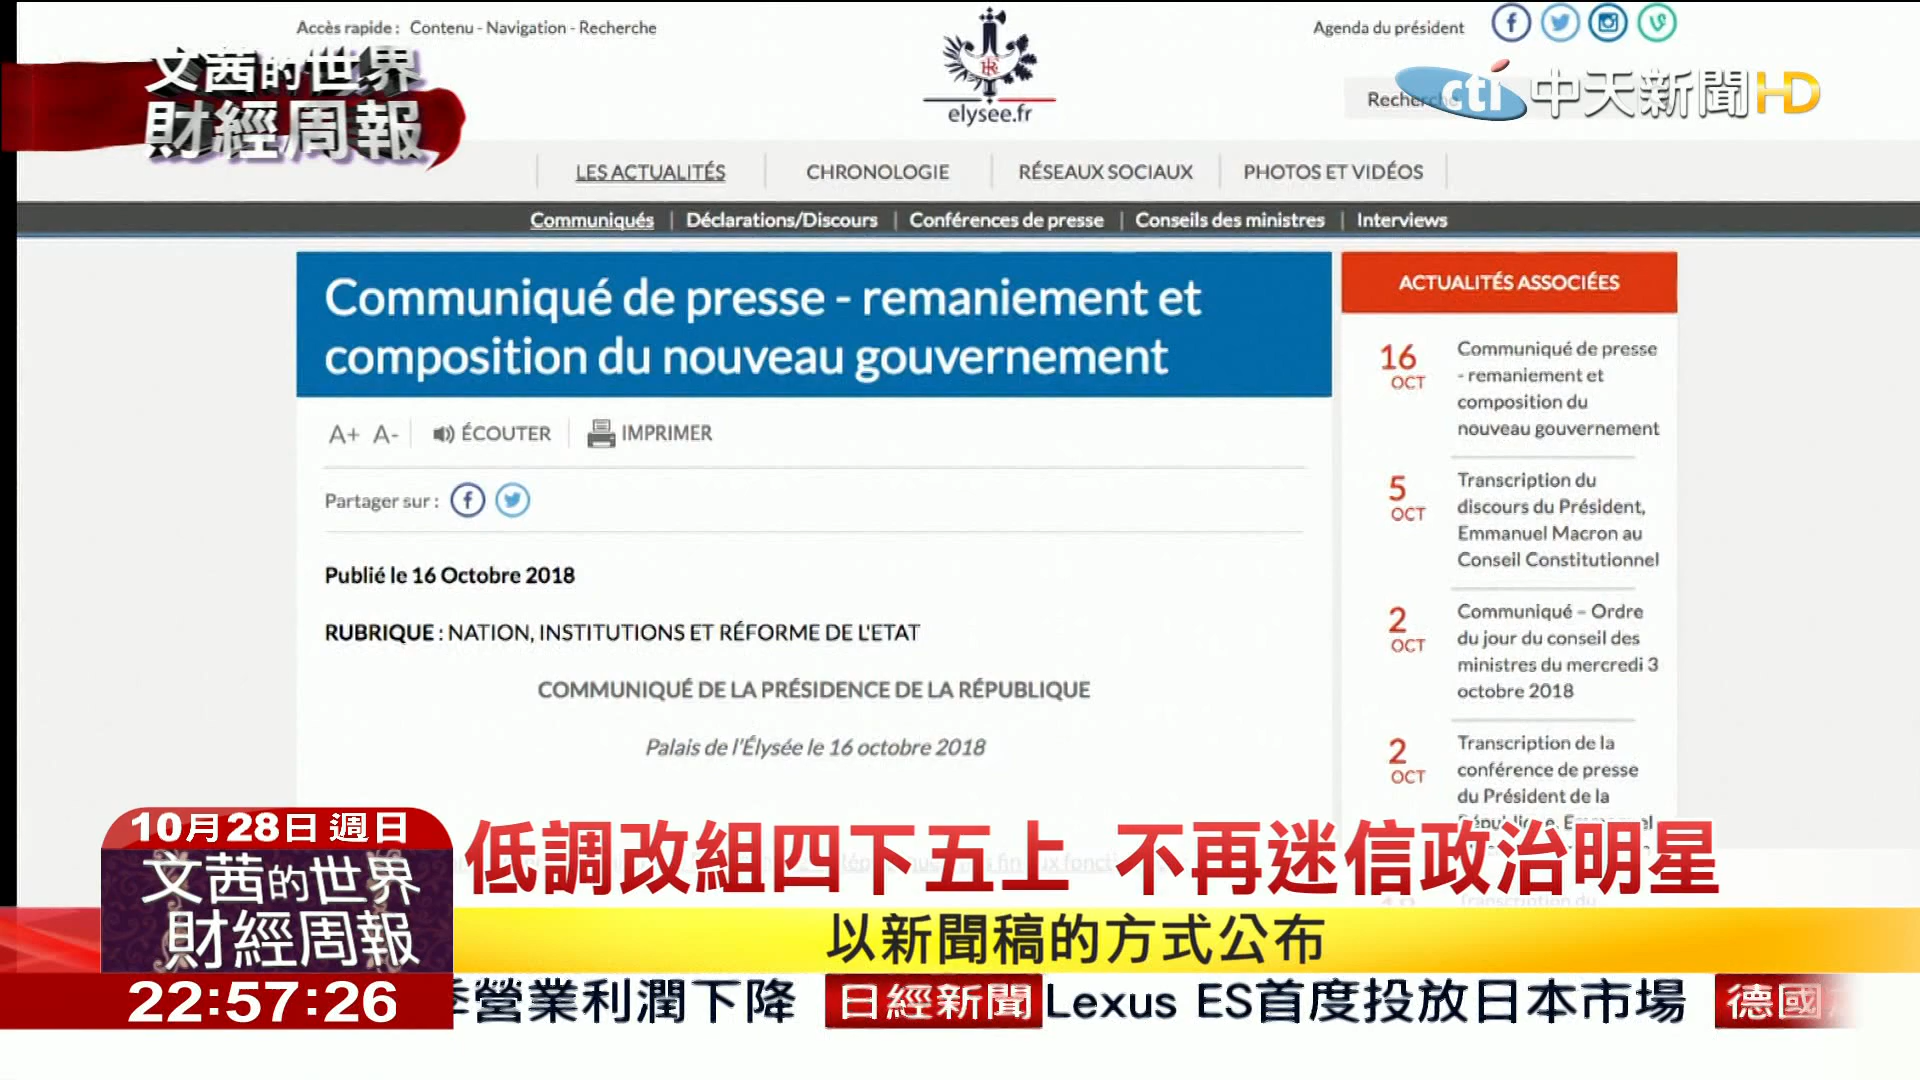 Accès rapide : Contenu - Navigation - Recherche
Agenda du président
文茜的世界
財經周報
elysee.fr
Recherche
cti 中天新聞HD
LES ACTUALITÉS
CHRONOLOGIE
RÉSEAUX SOCIAUX
PHOTOS ET VIDÉOS
Communiqués | Déclarations/Discours | Conférences de presse | Conseils des ministres | Interviews
Communiqué de presse - remaniement et
composition du nouveau gouvernement
A+ A- ÉCOUTER IMPRIMER
Partager sur :
Publié le 16 Octobre 2018
RUBRIQUE : NATION, INSTITUTIONS ET RÉFORME DE L'ETAT
COMMUNIQUÉ DE LA PRÉSIDENCE DE LA RÉPUBLIQUE
Palais de l'Élysée le 16 octobre 2018
ACTUALITÉS ASSOCIÉES
16
OCT
Communiqué de presse
- remaniement et
composition du
nouveau gouvernement
5
OCT
Transcription du
discours du Président,
Emmanuel Macron au
Conseil Constitutionnel
2
OCT
Communiqué – Ordre
du jour du conseil des
ministres du mercredi 3
octobre 2018
2
OCT
Transcription de la
conférence de presse
du Président de la
10月28日 週日
文茜的世界
財經周報
22:57:26
低調改組四下五上 不再迷信政治明星
以新聞稿的方式公布
季營業利潤下降 日經新聞 Lexus ES首度投放日本市場 德國